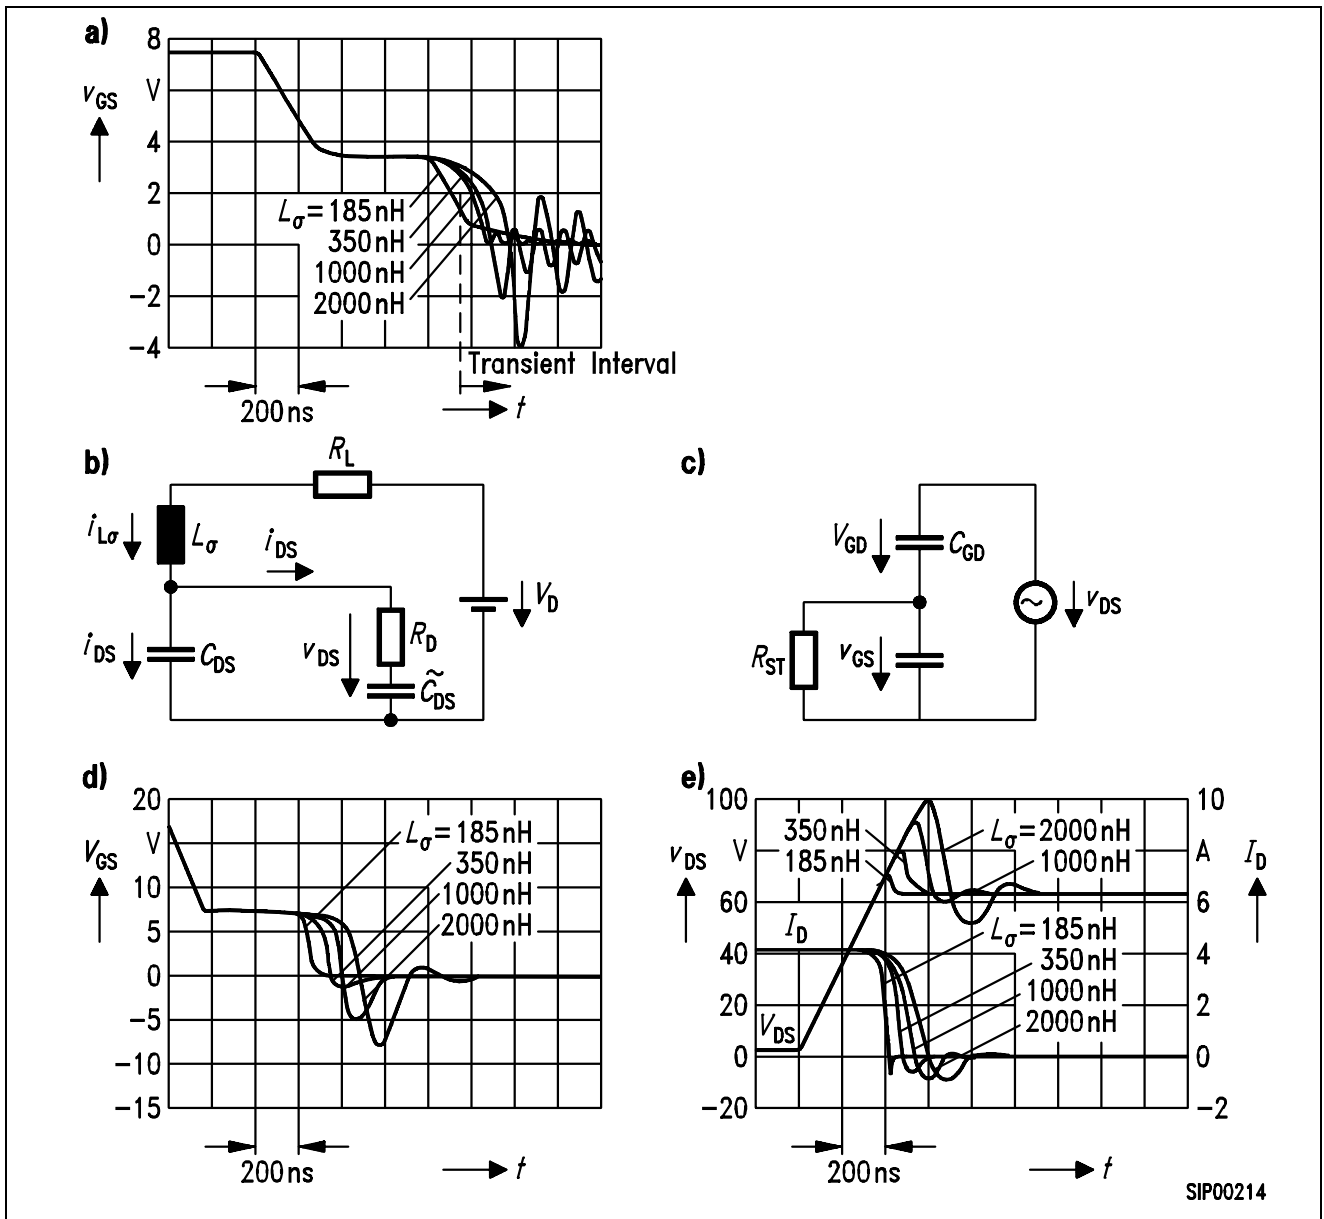 a)
8
V
vGS
4
2
0
−2
−4
Lσ = 185 nH
350 nH
1000 nH
2000 nH
Transient Interval
200 ns
t
b)
RL
iLσ
Lσ
iDS
iDS
CDS
vDS
RD
C̃DS
VD
c)
VGD
CGD
RST
vGS
vDS
d)
20
V
VGS
10
5
0
−5
−10
−15
Lσ = 185 nH
350 nH
1000 nH
2000 nH
200 ns
t
e)
100
vDS
V
60
40
20
0
−20
350 nH
185 nH
Lσ = 2000 nH
1000 nH
ID
VDS
Lσ = 185 nH
350 nH
1000 nH
2000 nH
10
A
ID
6
4
2
0
−2
200 ns
t
SIP00214